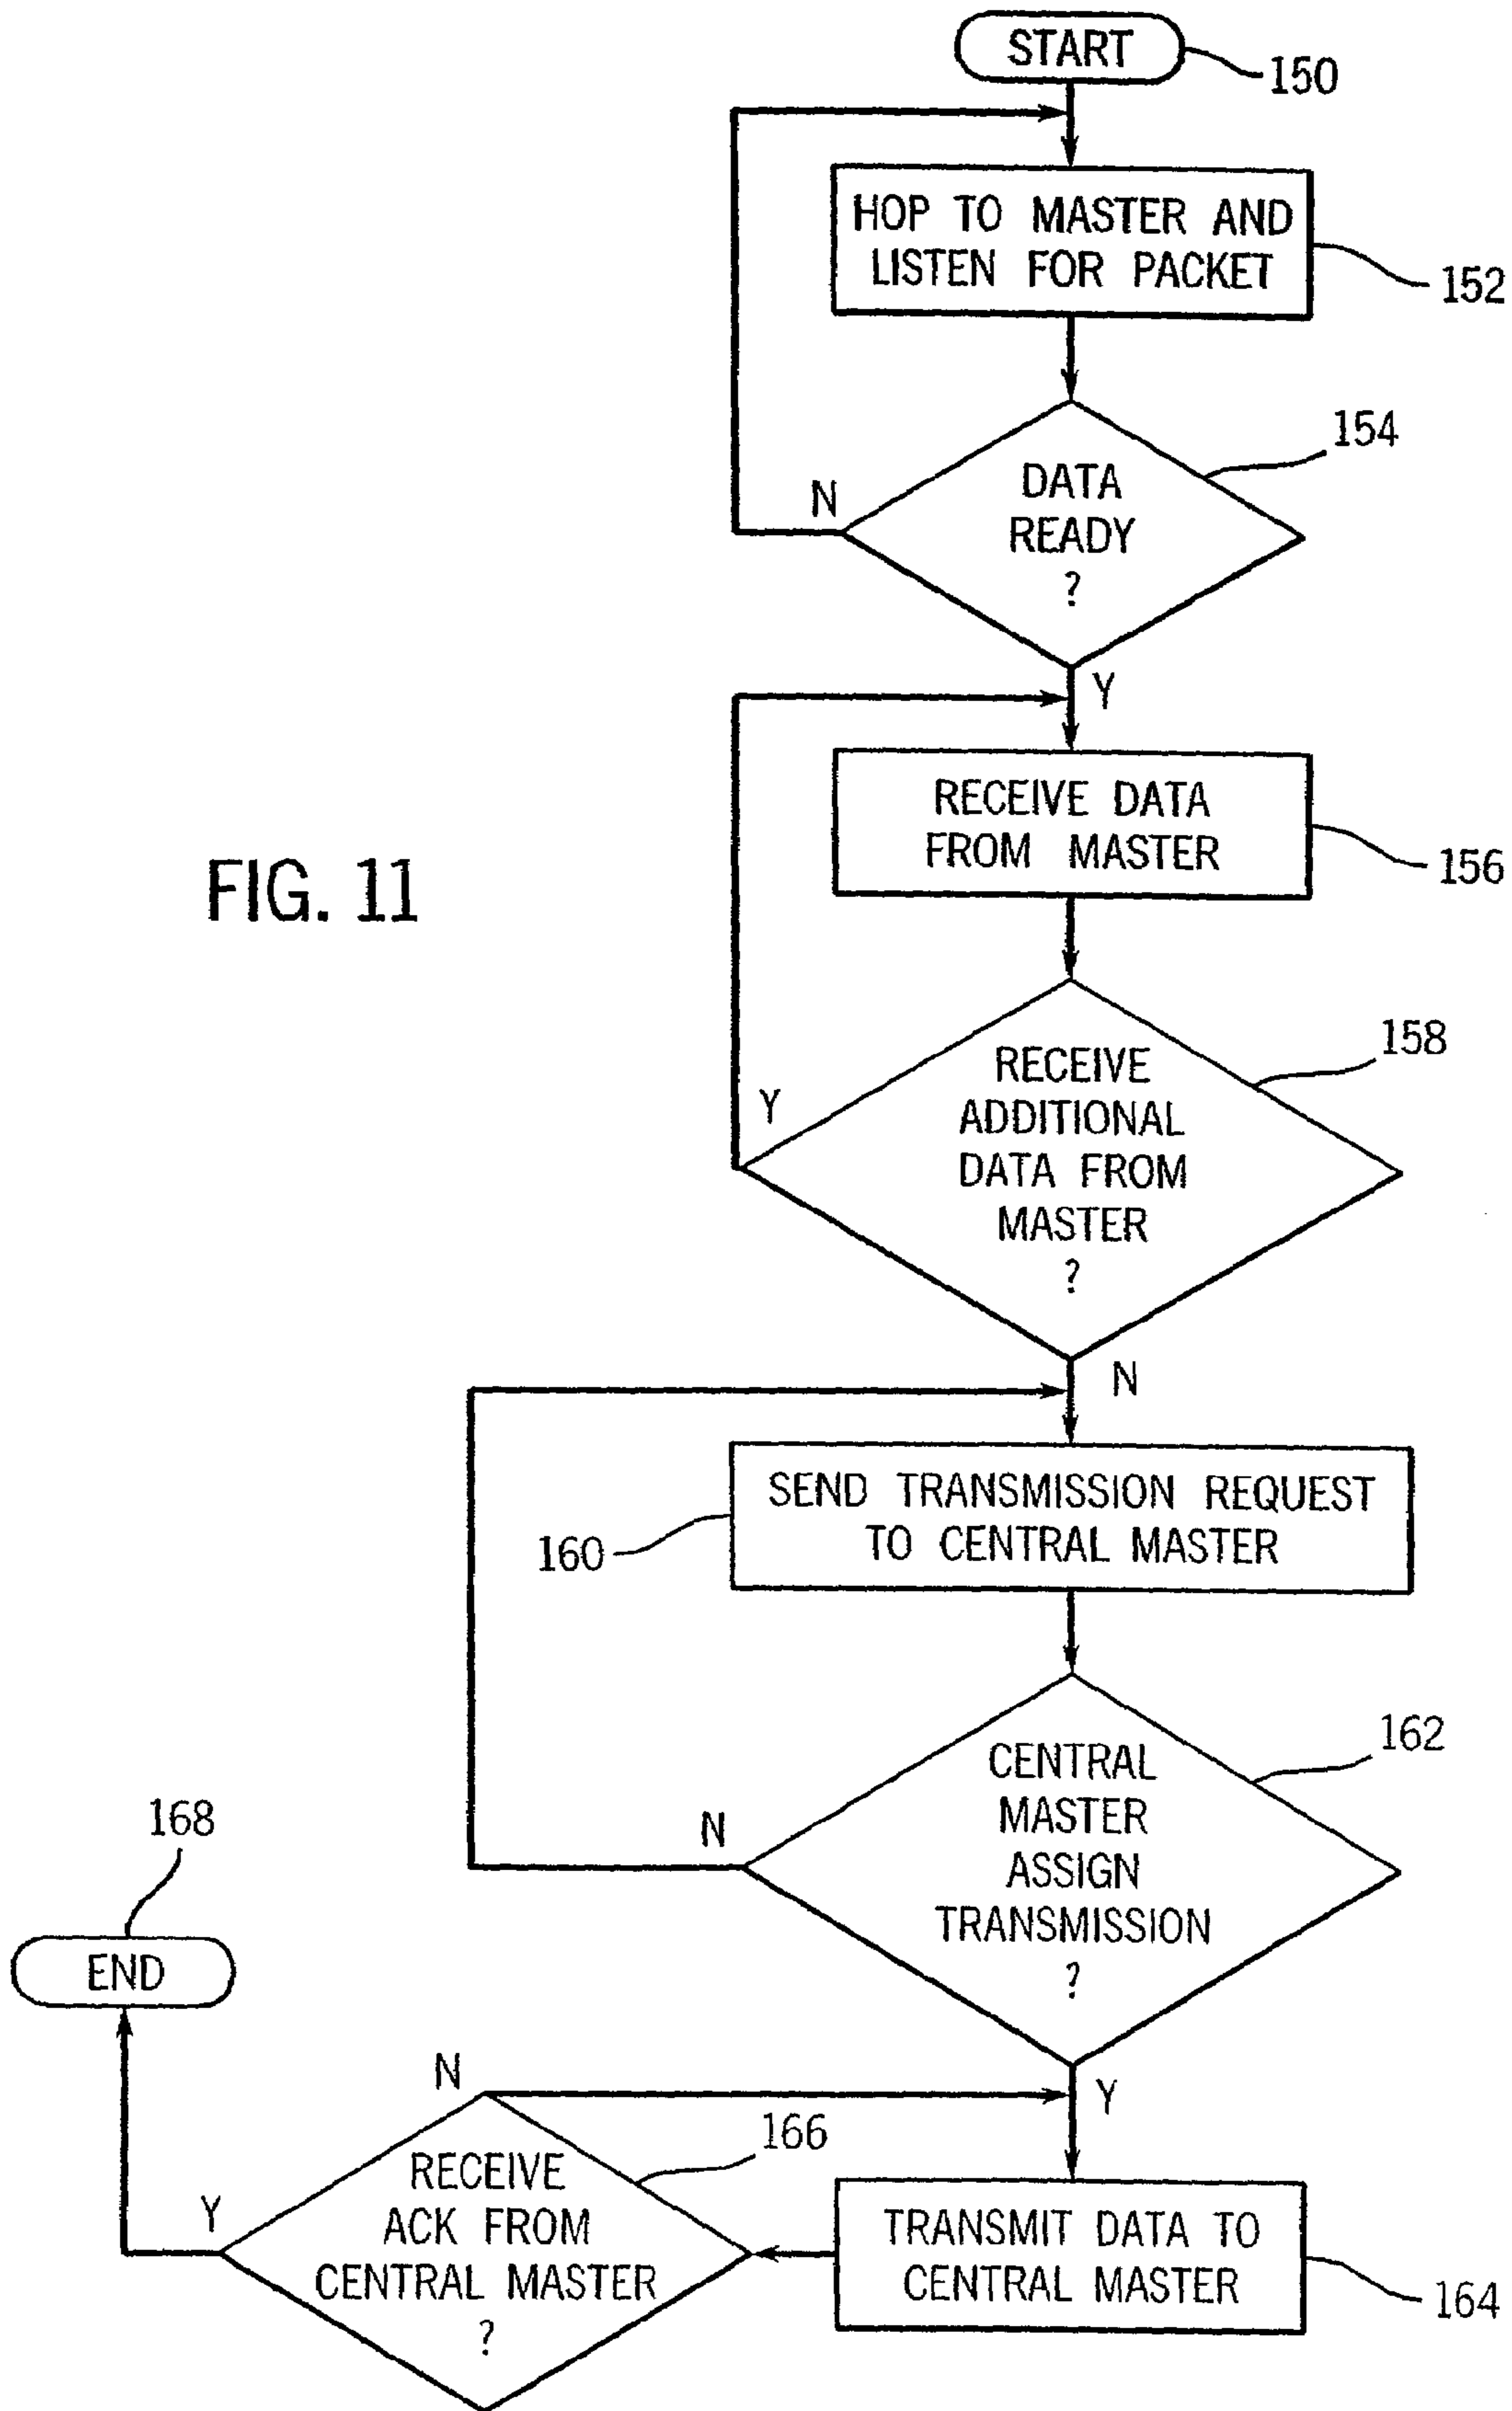 START
150
HOP TO MASTER AND
LISTEN FOR PACKET
152
154
DATA
READY
?
N
Y
RECEIVE DATA
FROM MASTER
156
FIG. 11
158
RECEIVE
ADDITIONAL
DATA FROM
MASTER
?
Y
N
SEND TRANSMISSION REQUEST
TO CENTRAL MASTER
160
162
CENTRAL
MASTER
ASSIGN
TRANSMISSION
?
N
Y
168
END
N
166
RECEIVE
ACK FROM
CENTRAL MASTER
?
Y
TRANSMIT DATA TO
CENTRAL MASTER
164